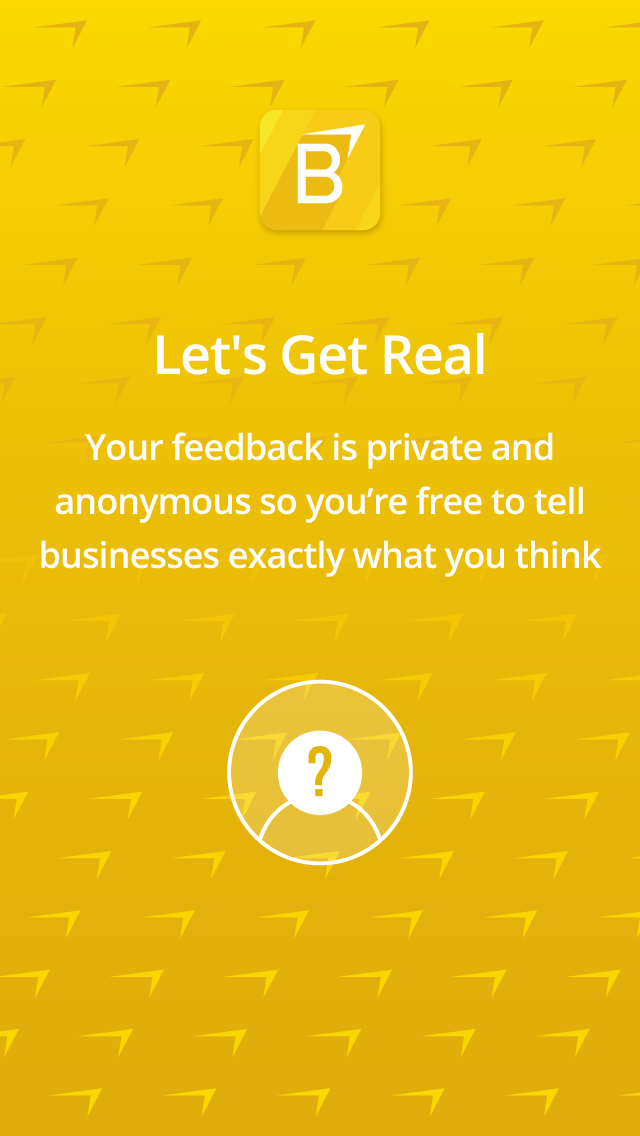 B
Let's Get Real
Your feedback is private and
anonymous so you’re free to tell
businesses exactly what you think
?